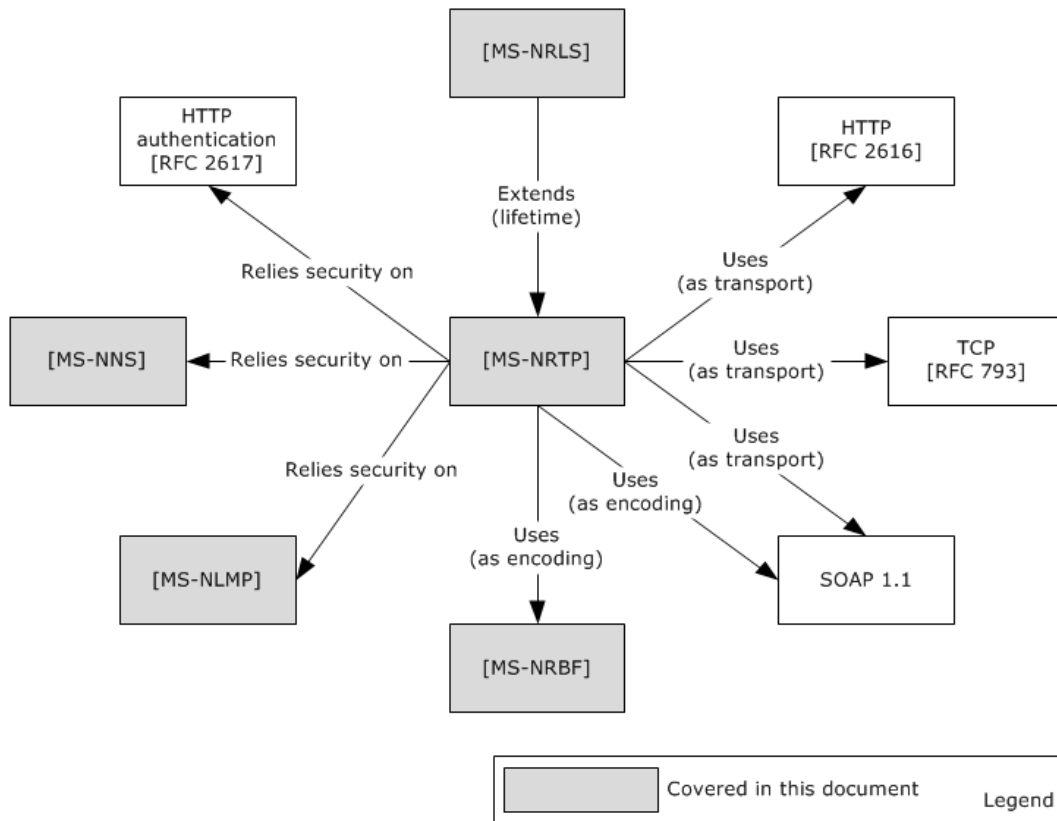 [MS-NRLS]
HTTP
authentication
[RFC 2617]
HTTP
[RFC 2616]
Extends
(lifetime)
Relies security on
Uses
(as transport)
[MS-NNS]
Relies security on
[MS-NRTP]
Uses
(as transport)
TCP
[RFC 793]
Relies security on
Uses
(as transport)
Uses
(as encoding)
Uses
(as encoding)
[MS-NLMP]
SOAP 1.1
[MS-NRBF]
Covered in this document
Legend